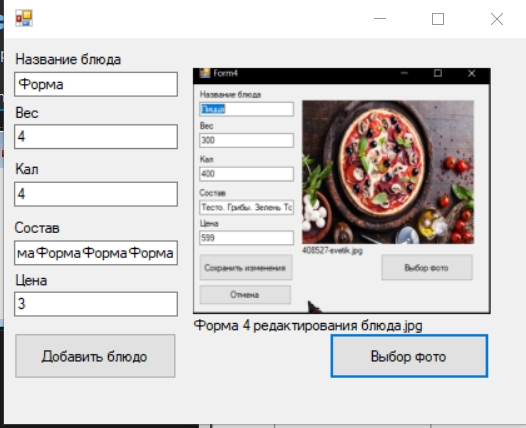 Название блюда
Форма
Вес
4
Кал
4
Состав
маФормаФормаФорма
Цена
3
Добавить блюдо
Form4
Название блюда
Пицца
Вес
300
Кал
400
Состав
Тесто. Грибы. Зелень То
Цена
599
408527-svetik.jpg
Сохранить изменения
Выбор фото
Отмена
Форма 4 редактирования блюда.jpg
Выбор фото